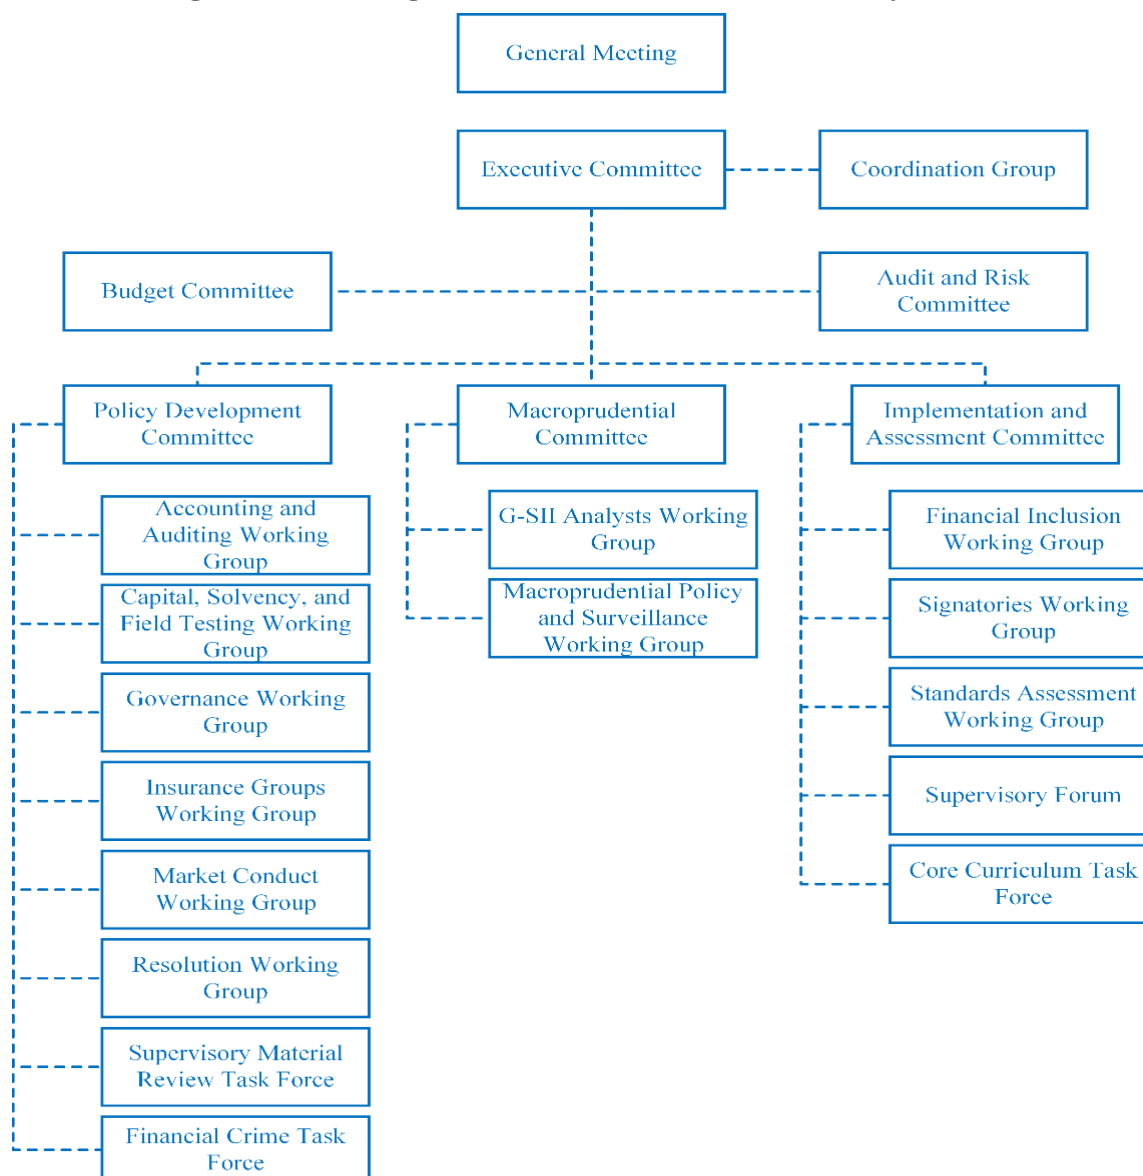 General Meeting
Executive Committee
Coordination Group
Budget Committee
Audit and Risk
Committee
Policy Development
Committee
Macroprudential
Committee
Implementation and
Assessment Committee
Accounting and
Auditing Working
Group
Capital, Solvency, and
Field Testing Working
Group
Governance Working
Group
Insurance Groups
Working Group
Market Conduct
Working Group
Resolution Working
Group
Supervisory Material
Review Task Force
Financial Crime Task
Force
G-SII Analysts Working
Group
Macroprudential Policy
and Surveillance
Working Group
Financial Inclusion
Working Group
Signatories Working
Group
Standards Assessment
Working Group
Supervisory Forum
Core Curriculum Task
Force